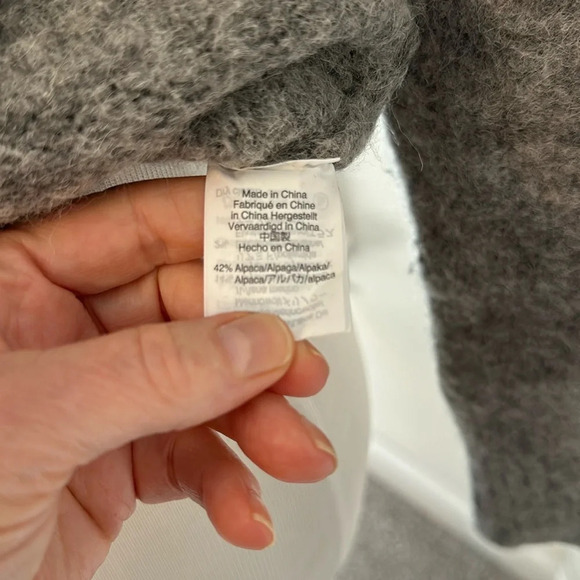 Made in China
Fabriqué en Chine
in China Hergestellt
Vervaardigd in China
中国製
Hecho en China
42% Alpaca/Alpaga/Alpaka/
Alpaca/アルパカ/alpaca